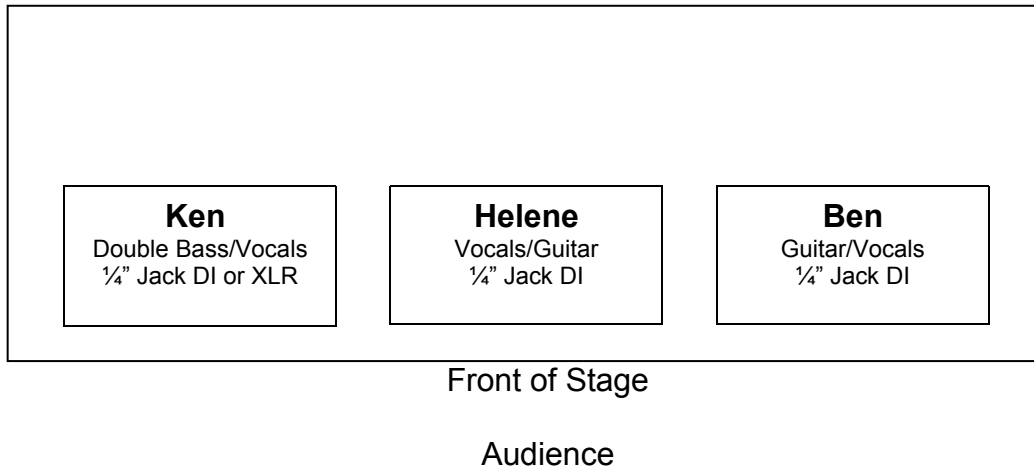 Ken
Double Bass/Vocals
¼” Jack DI or XLR
Helene
Vocals/Guitar
¼” Jack DI
Ben
Guitar/Vocals
¼” Jack DI
Front of Stage
Audience